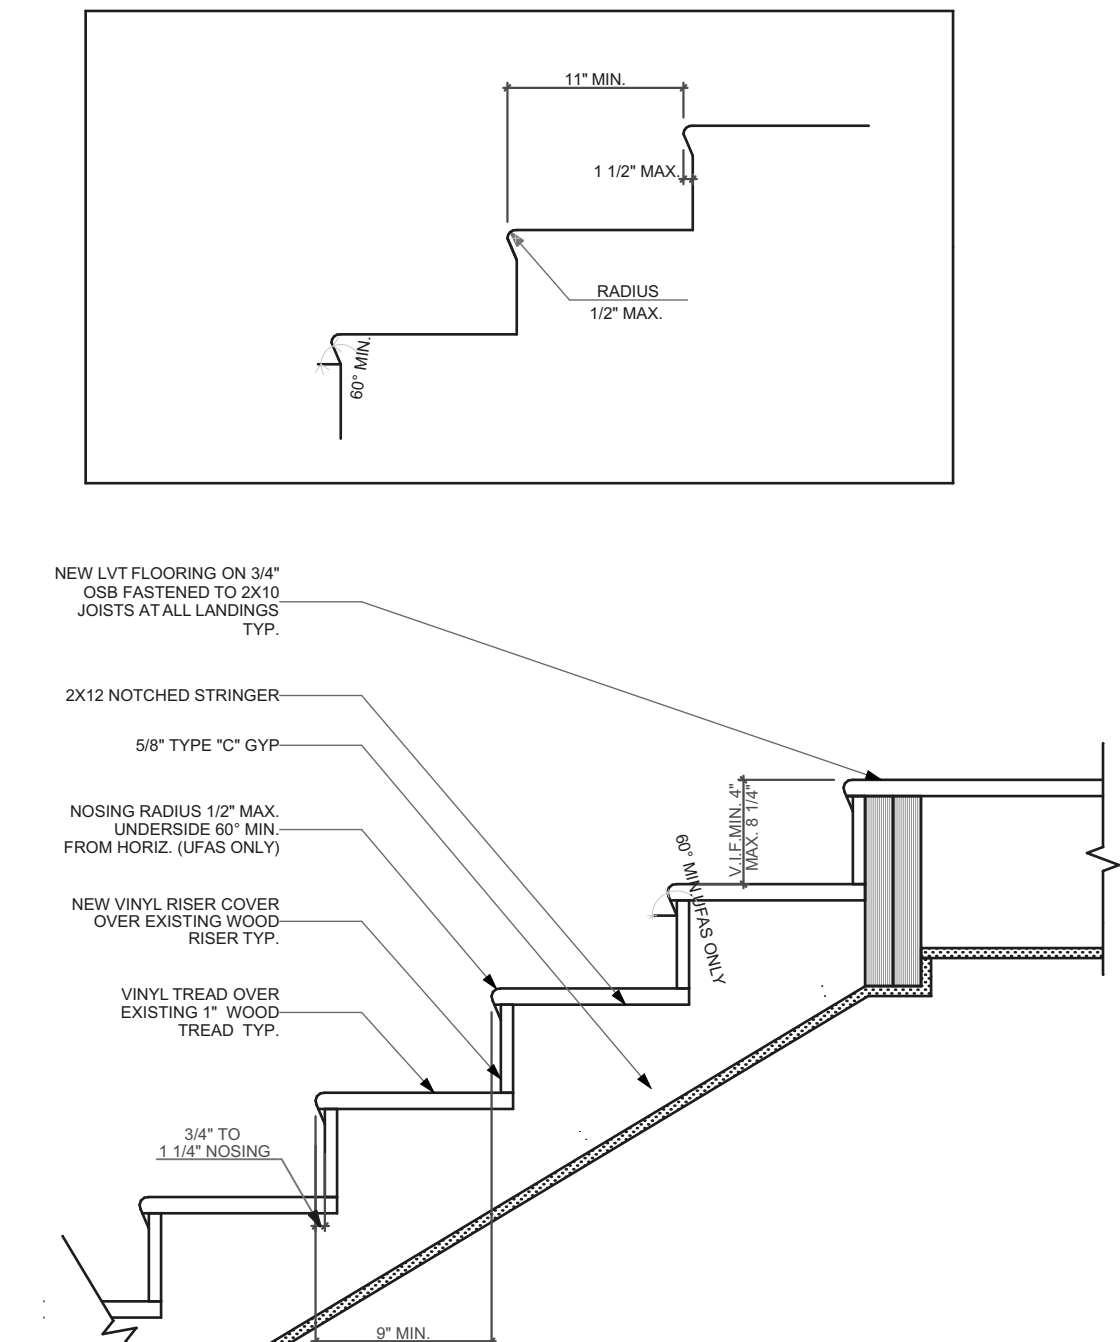 11" MIN.
1 1/2" MAX.
RADIUS
1/2" MAX.
60° MIN.
NEW LVT FLOORING ON 3/4"
OSB FASTENED TO 2X10
JOISTS AT ALL LANDINGS
TYP.
2X12 NOTCHED STRINGER
5/8" TYPE "C" GYP
NOSING RADIUS 1/2" MAX.
UNDERSIDE 60° MIN.
FROM HORIZ. (UFAS ONLY)
NEW VINYL RISER COVER
OVER EXISTING WOOD
RISER TYP.
VINYL TREAD OVER
EXISTING 1" WOOD
TREAD TYP.
3/4" TO
1 1/4" NOSING
V.I.F.MIN. 4"
MAX. 8 1/4"
60° MIN.UFAS ONLY
9" MIN.